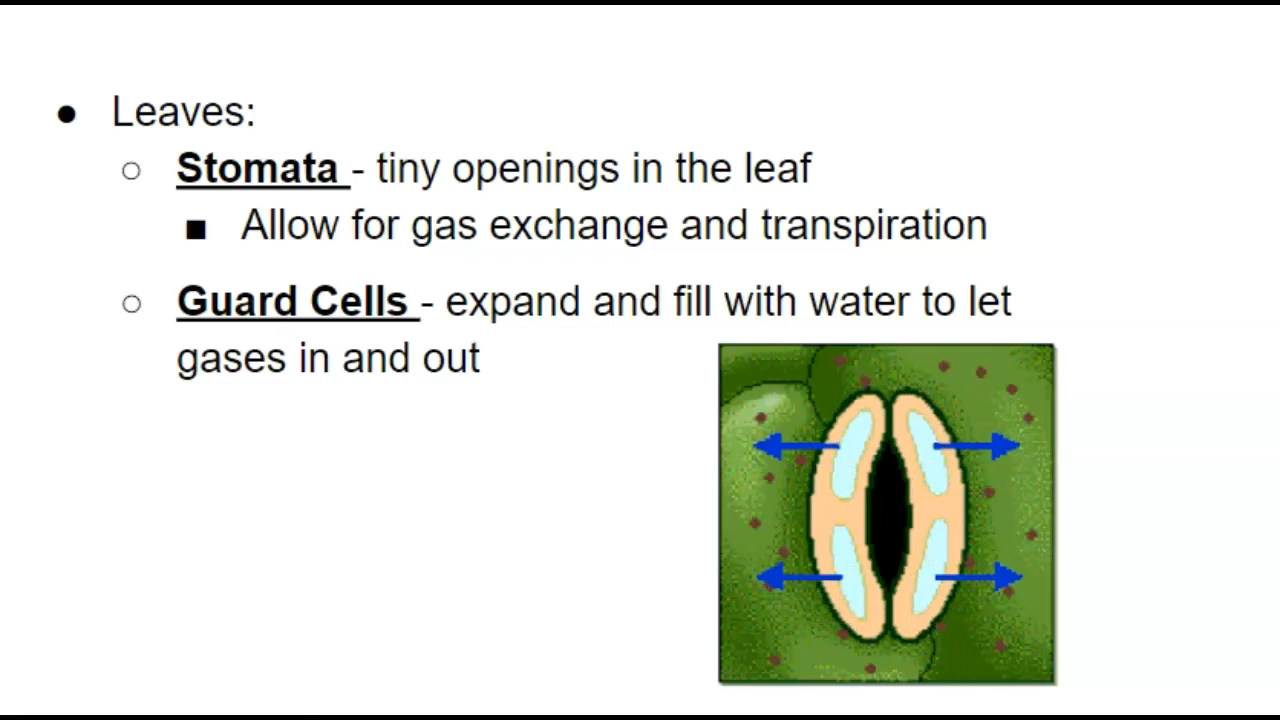 ● Leaves:
○ Stomata - tiny openings in the leaf
■ Allow for gas exchange and transpiration
○ Guard Cells - expand and fill with water to let
gases in and out